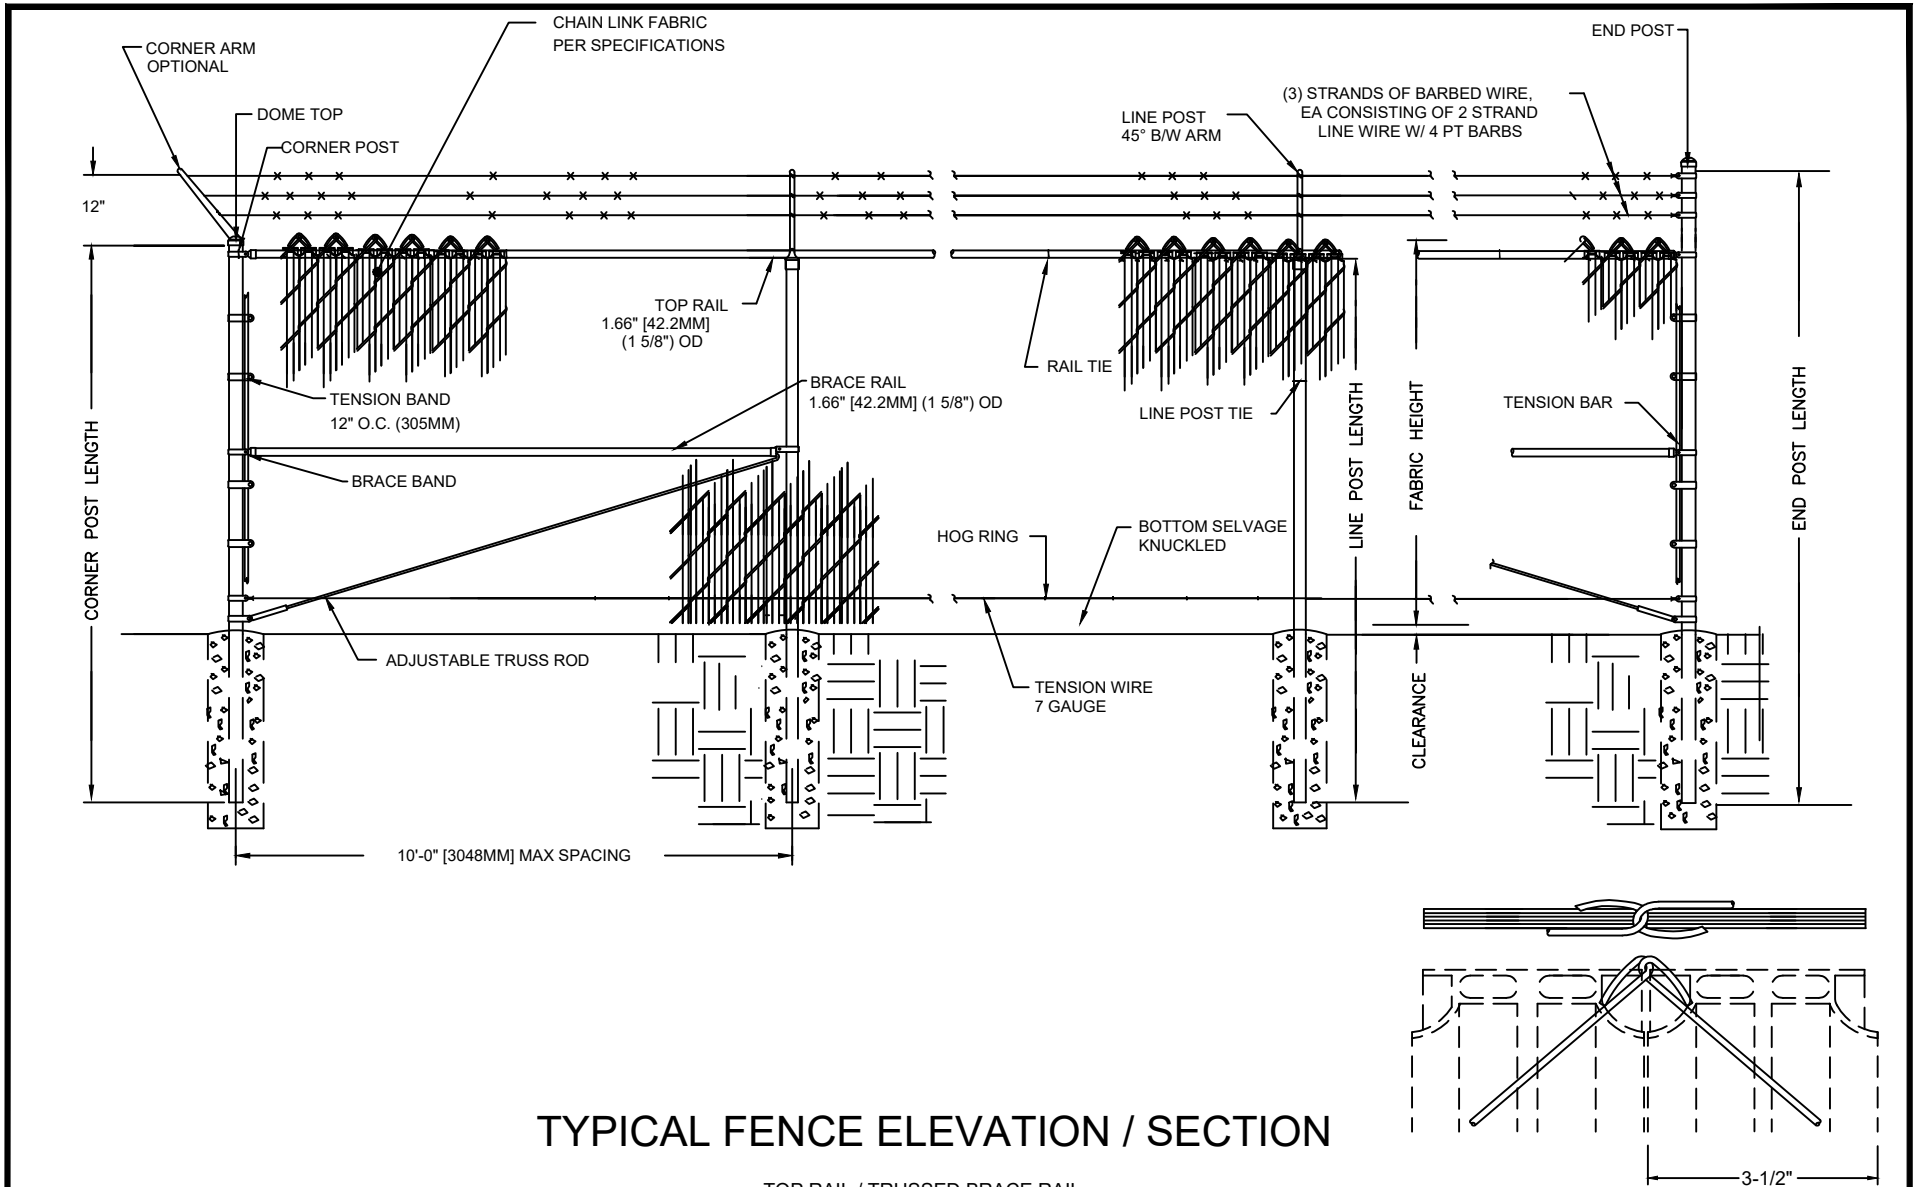 CHAIN LINK FABRIC
PER SPECIFICATIONS
CORNER ARM
OPTIONAL
END POST
DOME TOP
(3) STRANDS OF BARBED WIRE,
EA CONSISTING OF 2 STRAND
LINE WIRE W/ 4 PT BARBS
LINE POST
45° B/W ARM
CORNER POST
12"
TOP RAIL
1.66" [42.2MM]
(1 5/8") OD
RAIL TIE
BRACE RAIL
1.66" [42.2MM] (1 5/8") OD
TENSION BAND
12" O.C. (305MM)
LINE POST TIE
TENSION BAR
CORNER POST LENGTH
LINE POST LENGTH
FABRIC HEIGHT
END POST LENGTH
BRACE BAND
HOG RING
BOTTOM SELVAGE
KNUCKLED
ADJUSTABLE TRUSS ROD
TENSION WIRE
7 GAUGE
CLEARANCE
10'-0" [3048MM] MAX SPACING
TYPICAL FENCE ELEVATION / SECTION
3-1/2"
TOP RAIL / TRUSSED BRACE RAIL